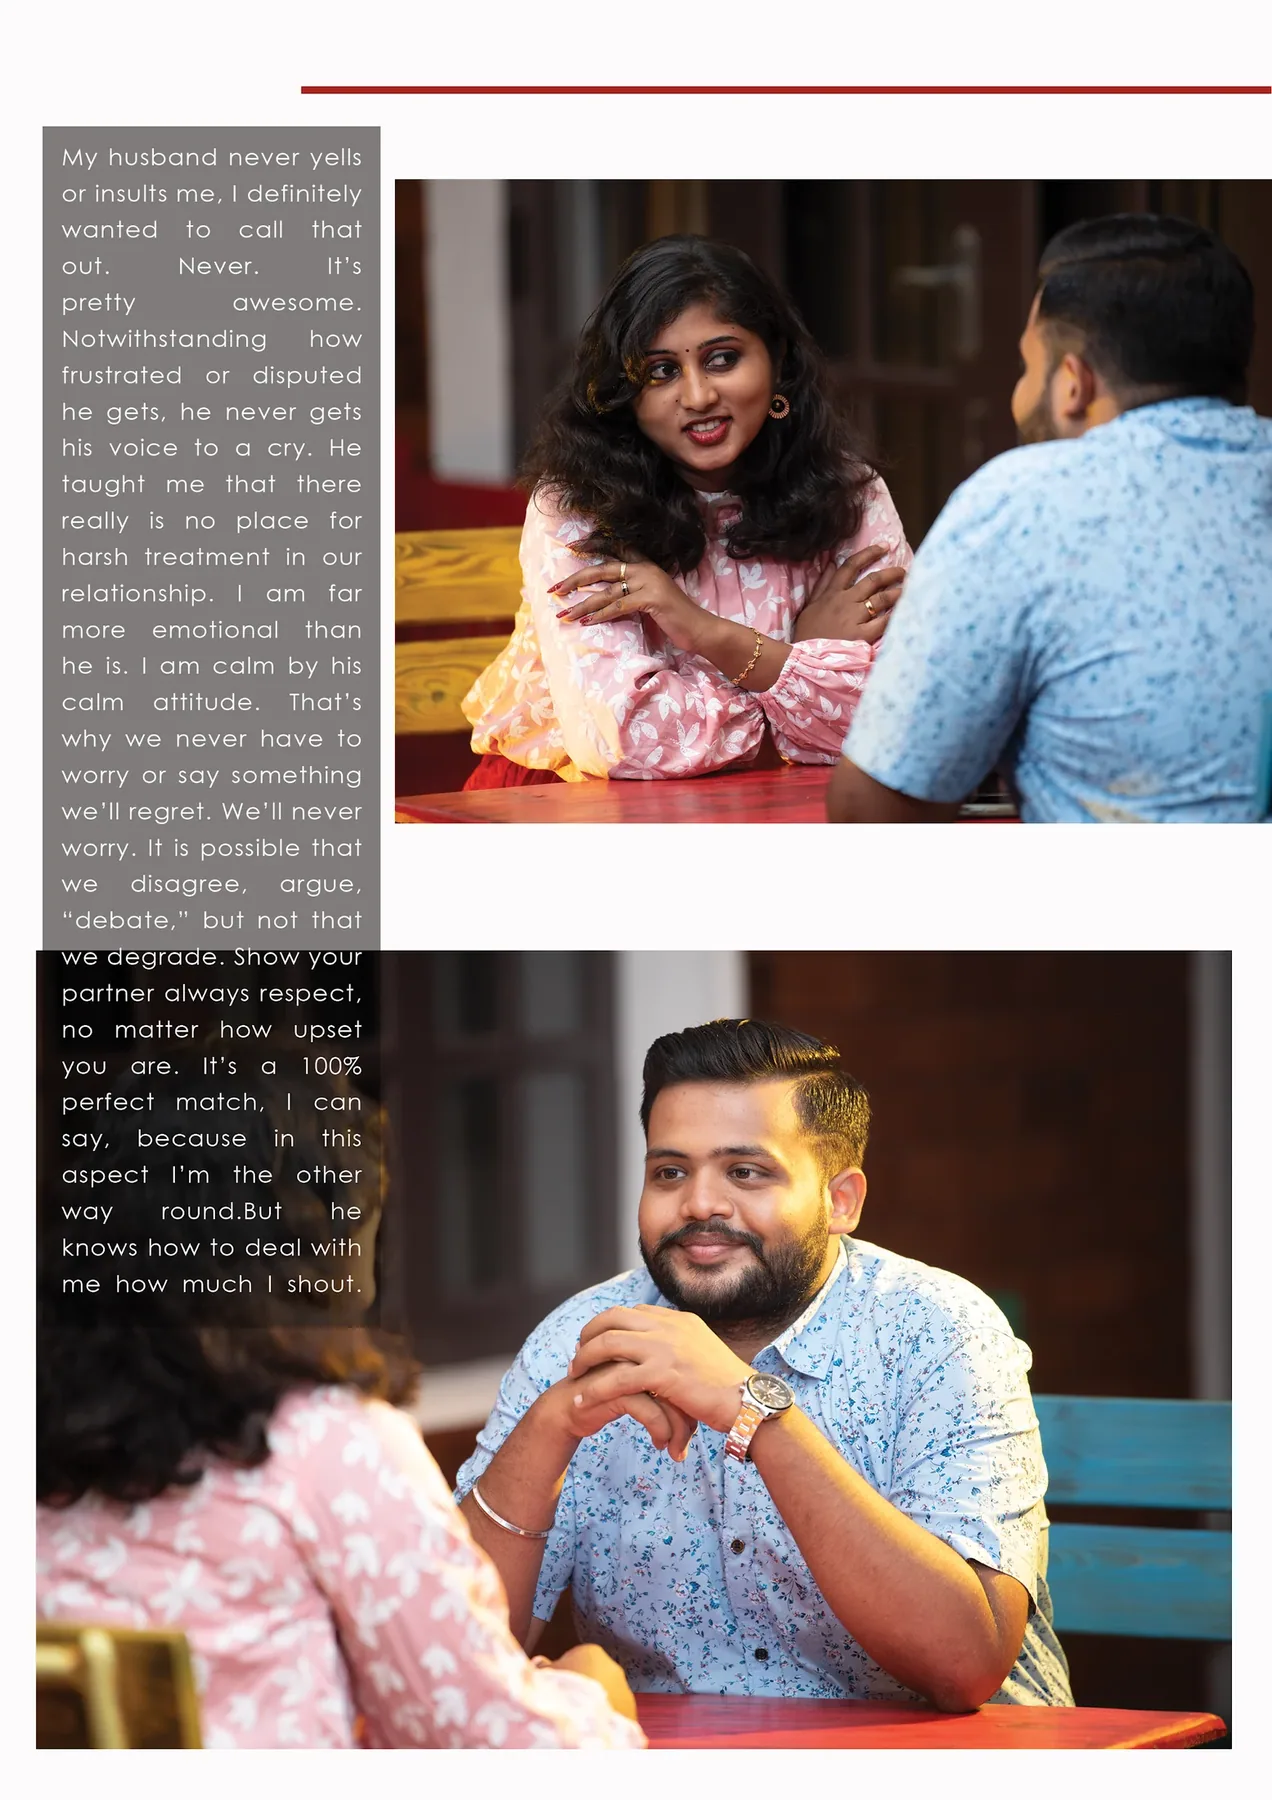 My husband never yells
or insults me, I definitely
wanted to call that
out. Never. It’s
pretty awesome.
Notwithstanding how
frustrated or disputed
he gets, he never gets
his voice to a cry. He
taught me that there
really is no place for
harsh treatment in our
relationship. I am far
more emotional than
he is. I am calm by his
calm attitude. That’s
why we never have to
worry or say something
we’ll regret. We’ll never
worry. It is possible that
we disagree, argue,
“debate,” but not that
we degrade. Show your
partner always respect,
no matter how upset
you are. It’s a 100%
perfect match, I can
say, because in this
aspect I’m the other
way round.But he
knows how to deal with
me how much I shout.